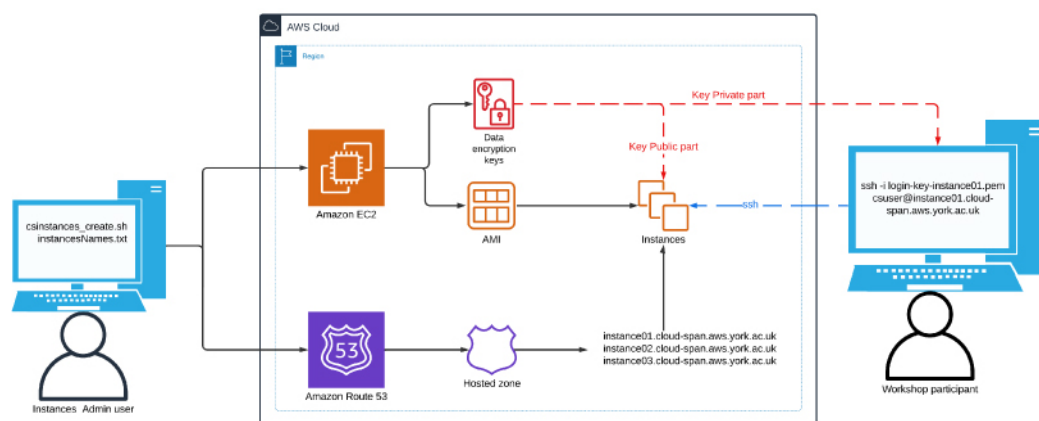 AWS Cloud
Region
Key Private part
Data
encryption
keys
Key Public part
csinstances_create.sh
instancesNames.txt
Amazon EC2
AMI
Instances
ssh
ssh -i login-key-instance01.pem
csuser@instance01.cloud-
span.aws.york.ac.uk
53
Amazon Route 53
Hosted zone
instance01.cloud-span.aws.york.ac.uk
instance02.cloud-span.aws.york.ac.uk
instance03.cloud-span.aws.york.ac.uk
Instances Admin user
Workshop participant